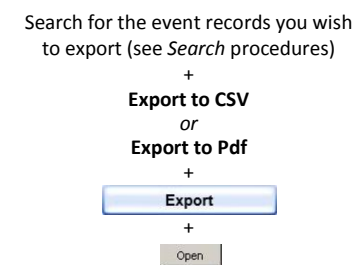 Search for the event records you wish
to export (see Search procedures)
+
Export to CSV
or
Export to Pdf
+
Export
+
Open